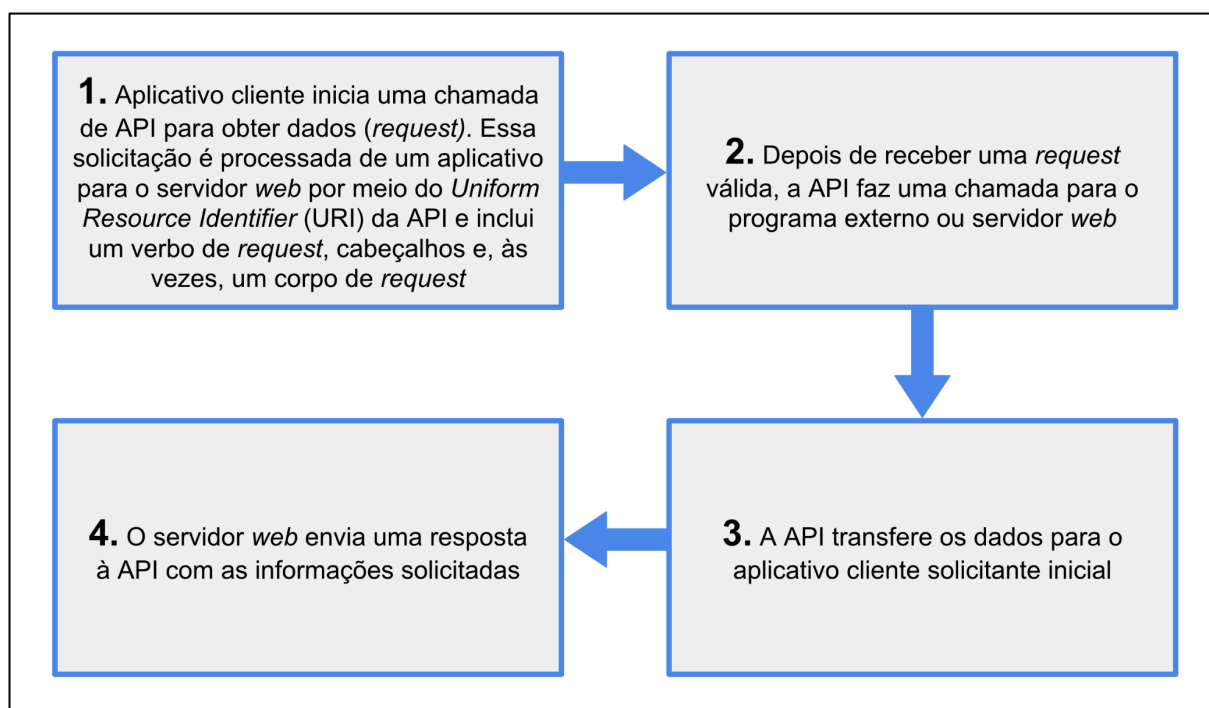 1. Aplicativo cliente inicia uma chamada
de API para obter dados (request). Essa
solicitação é processada de um aplicativo
para o servidor web por meio do Uniform
Resource Identifier (URI) da API e inclui
um verbo de request, cabeçalhos e, às
vezes, um corpo de request
2. Depois de receber uma request
válida, a API faz uma chamada para o
programa externo ou servidor web
3. A API transfere os dados para o
aplicativo cliente solicitante inicial
4. O servidor web envia uma resposta
à API com as informações solicitadas